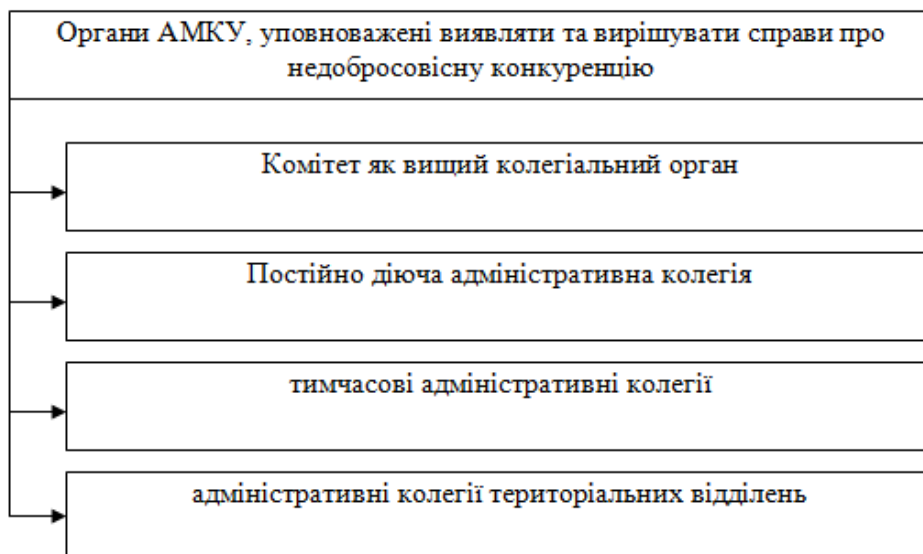 Органи АМКУ, уповноважені виявляти та вирішувати справи про
недобросовісну конкуренцію
Комітет як вищий колегіальний орган
Постійно діюча адміністративна колегія
тимчасові адміністративні колегії
адміністративні колегії територіальних відділень